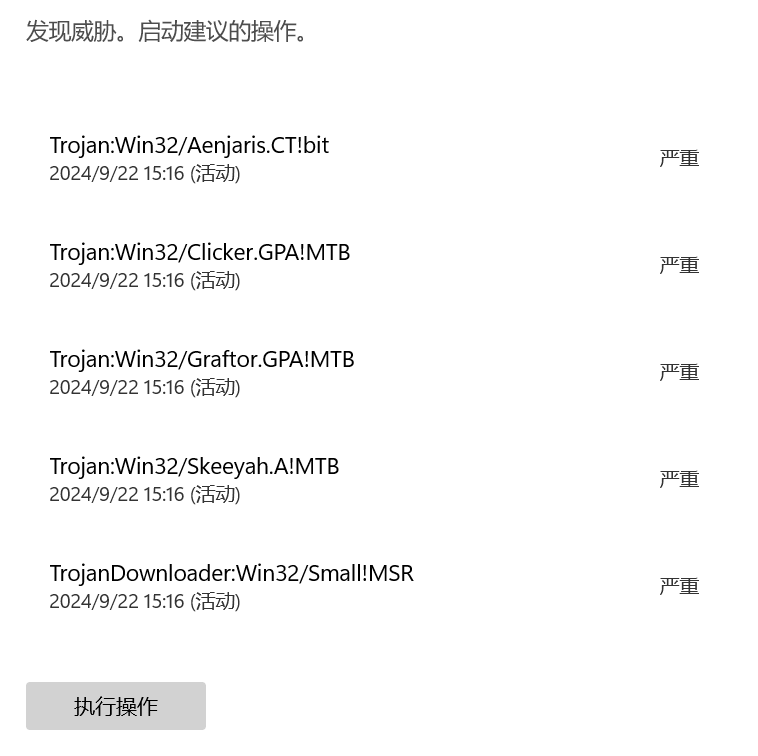 发现威胁。启动建议的操作。
Trojan:Win32/Aenjaris.CT!bit
2024/9/22 15:16 (活动)
严重
Trojan:Win32/Clicker.GPA!MTB
2024/9/22 15:16 (活动)
严重
Trojan:Win32/Graftor.GPA!MTB
2024/9/22 15:16 (活动)
严重
Trojan:Win32/Skeeyah.A!MTB
2024/9/22 15:16 (活动)
严重
TrojanDownloader:Win32/Small!MSR
2024/9/22 15:16 (活动)
严重
执行操作